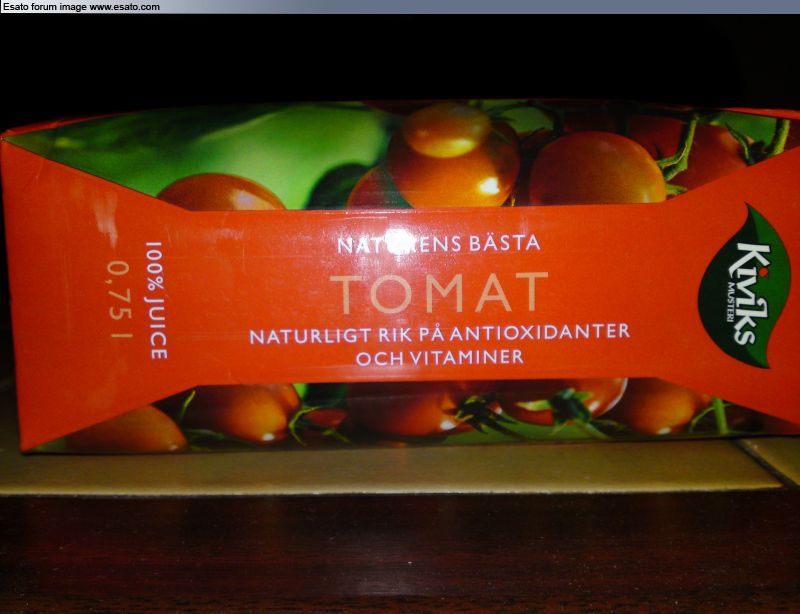 Esato forum image www.esato.com
NATURENS BÄSTA
TOMAT
NATURLIGT RIK PÅ ANTIOXIDANTER
OCH VITAMINER
100% JUICE
0,75 l
Kiviks
MUSTERI